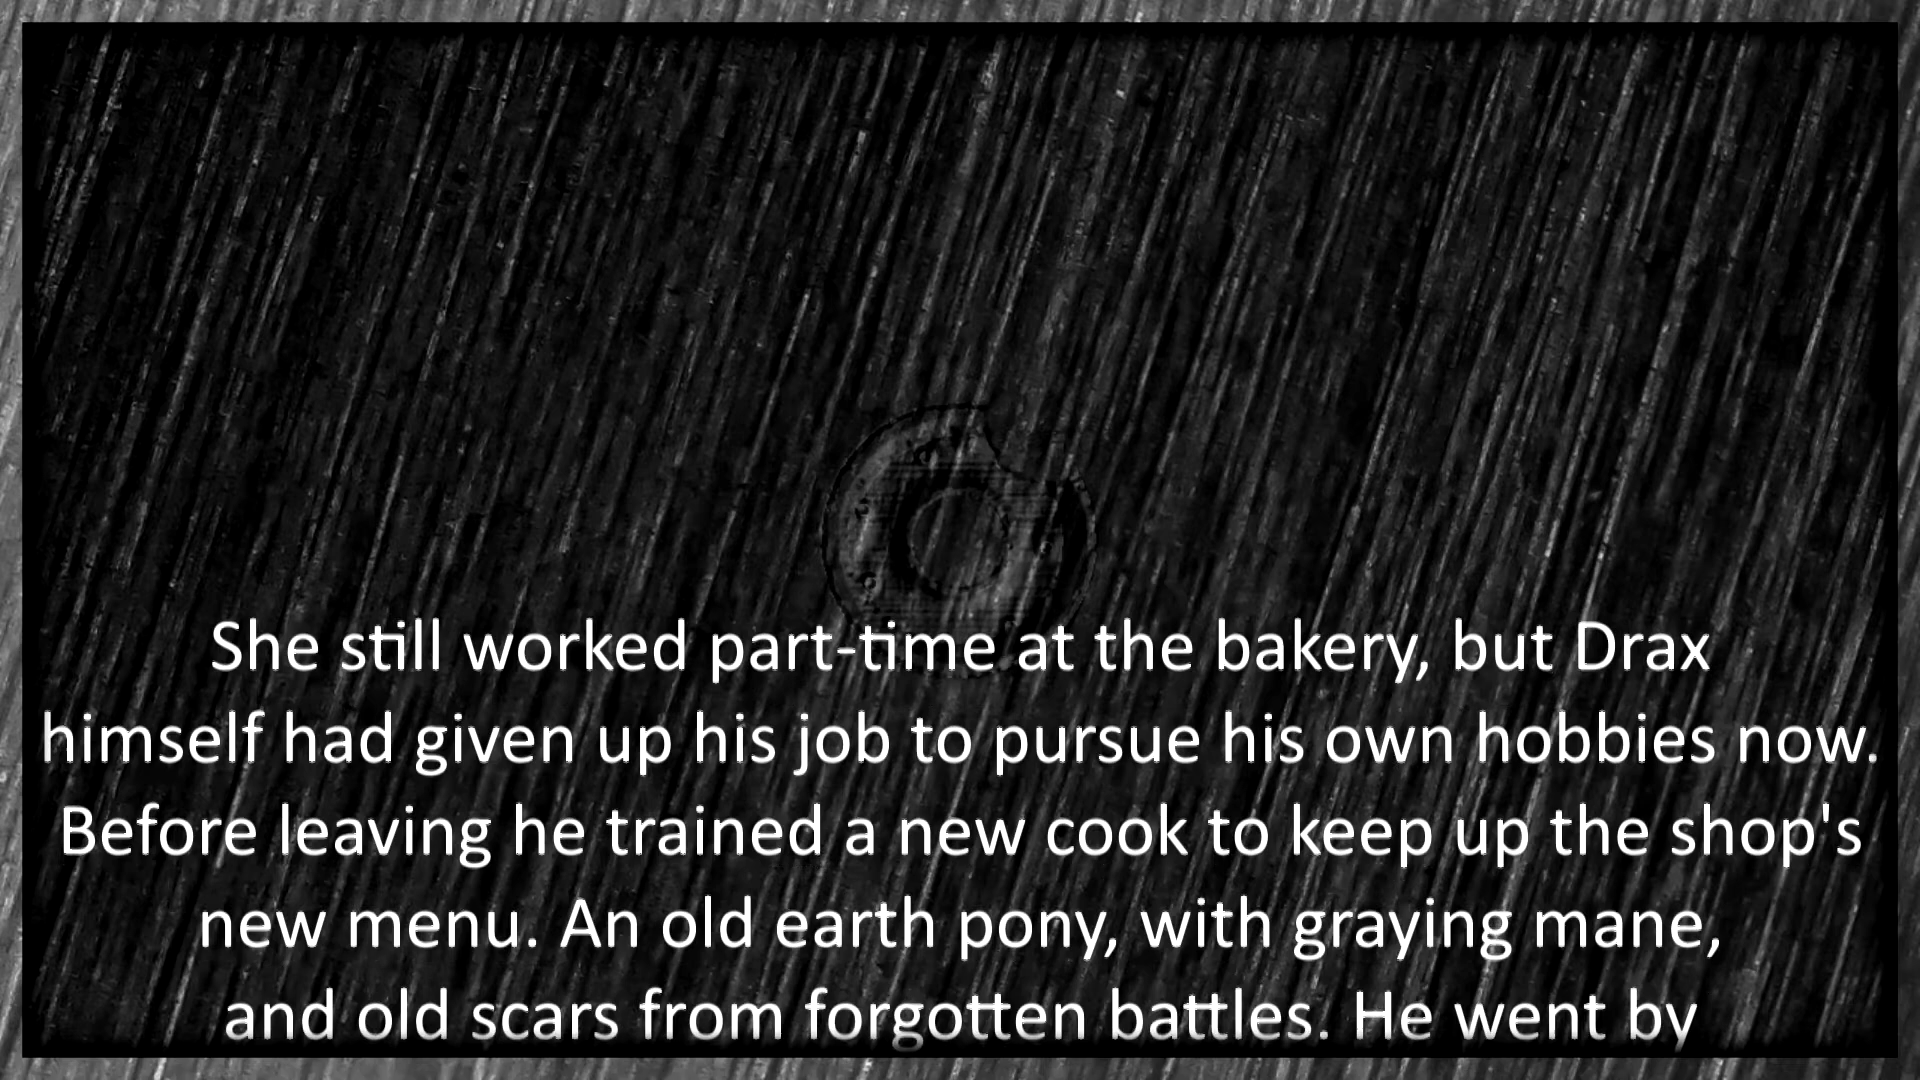 She still worked part-time at the bakery, but Drax
himself had given up his job to pursue his own hobbies now.
Before leaving he trained a new cook to keep up the shop's
new menu. An old earth pony, with graying mane,
and old scars from forgotten battles. He went by